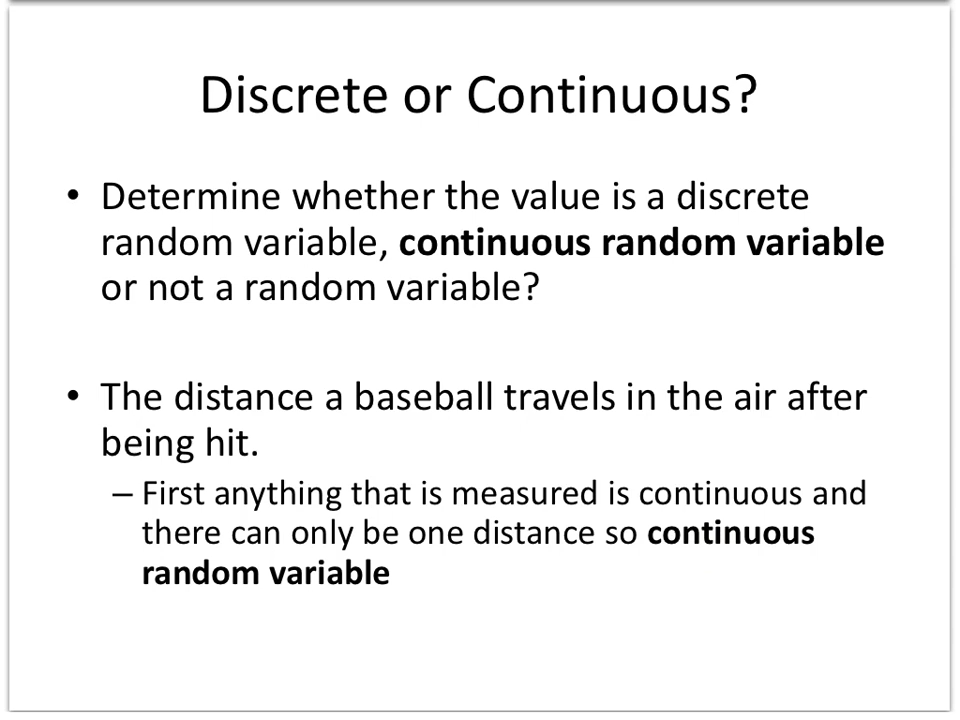 Discrete or Continuous?
• Determine whether the value is a discrete
random variable, continuous random variable
or not a random variable?
• The distance a baseball travels in the air after
being hit.
– First anything that is measured is continuous and
there can only be one distance so continuous
random variable